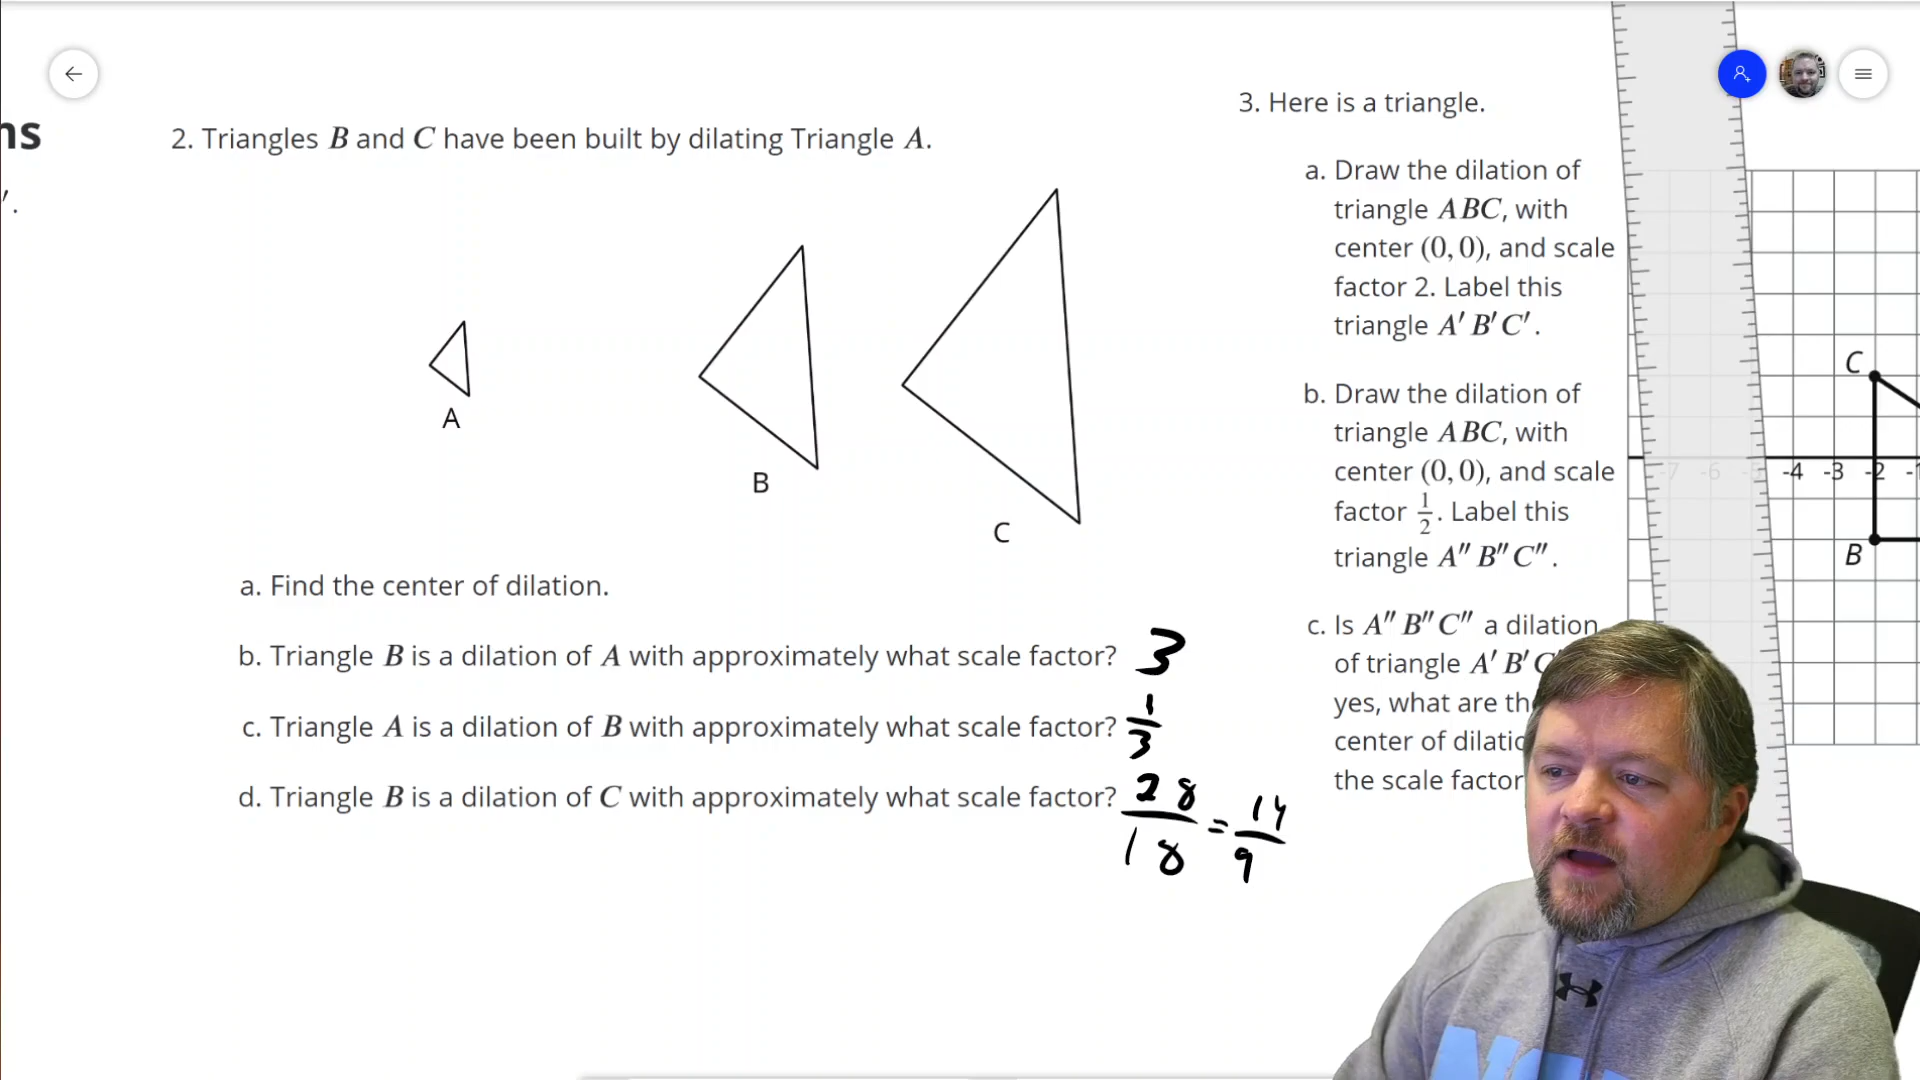 ns
'.
2. Triangles B and C have been built by dilating Triangle A.
A
B
C
a. Find the center of dilation.
b. Triangle B is a dilation of A with approximately what scale factor? 3
c. Triangle A is a dilation of B with approximately what scale factor? 1/3
d. Triangle B is a dilation of C with approximately what scale factor? 28/18 = 14/9
3. Here is a triangle.
a. Draw the dilation of
triangle ABC, with
center (0, 0), and scale
factor 2. Label this
triangle A′ B′ C′.
b. Draw the dilation of
triangle ABC, with
center (0, 0), and scale
factor 1/2. Label this
triangle A″ B″ C″.
c. Is A″ B″ C″ a dilation
of triangle A′ B′ C′
yes, what are the
center of dilatio
the scale factor
C
-7 -6 -5 -4 -3 -2 -1
B